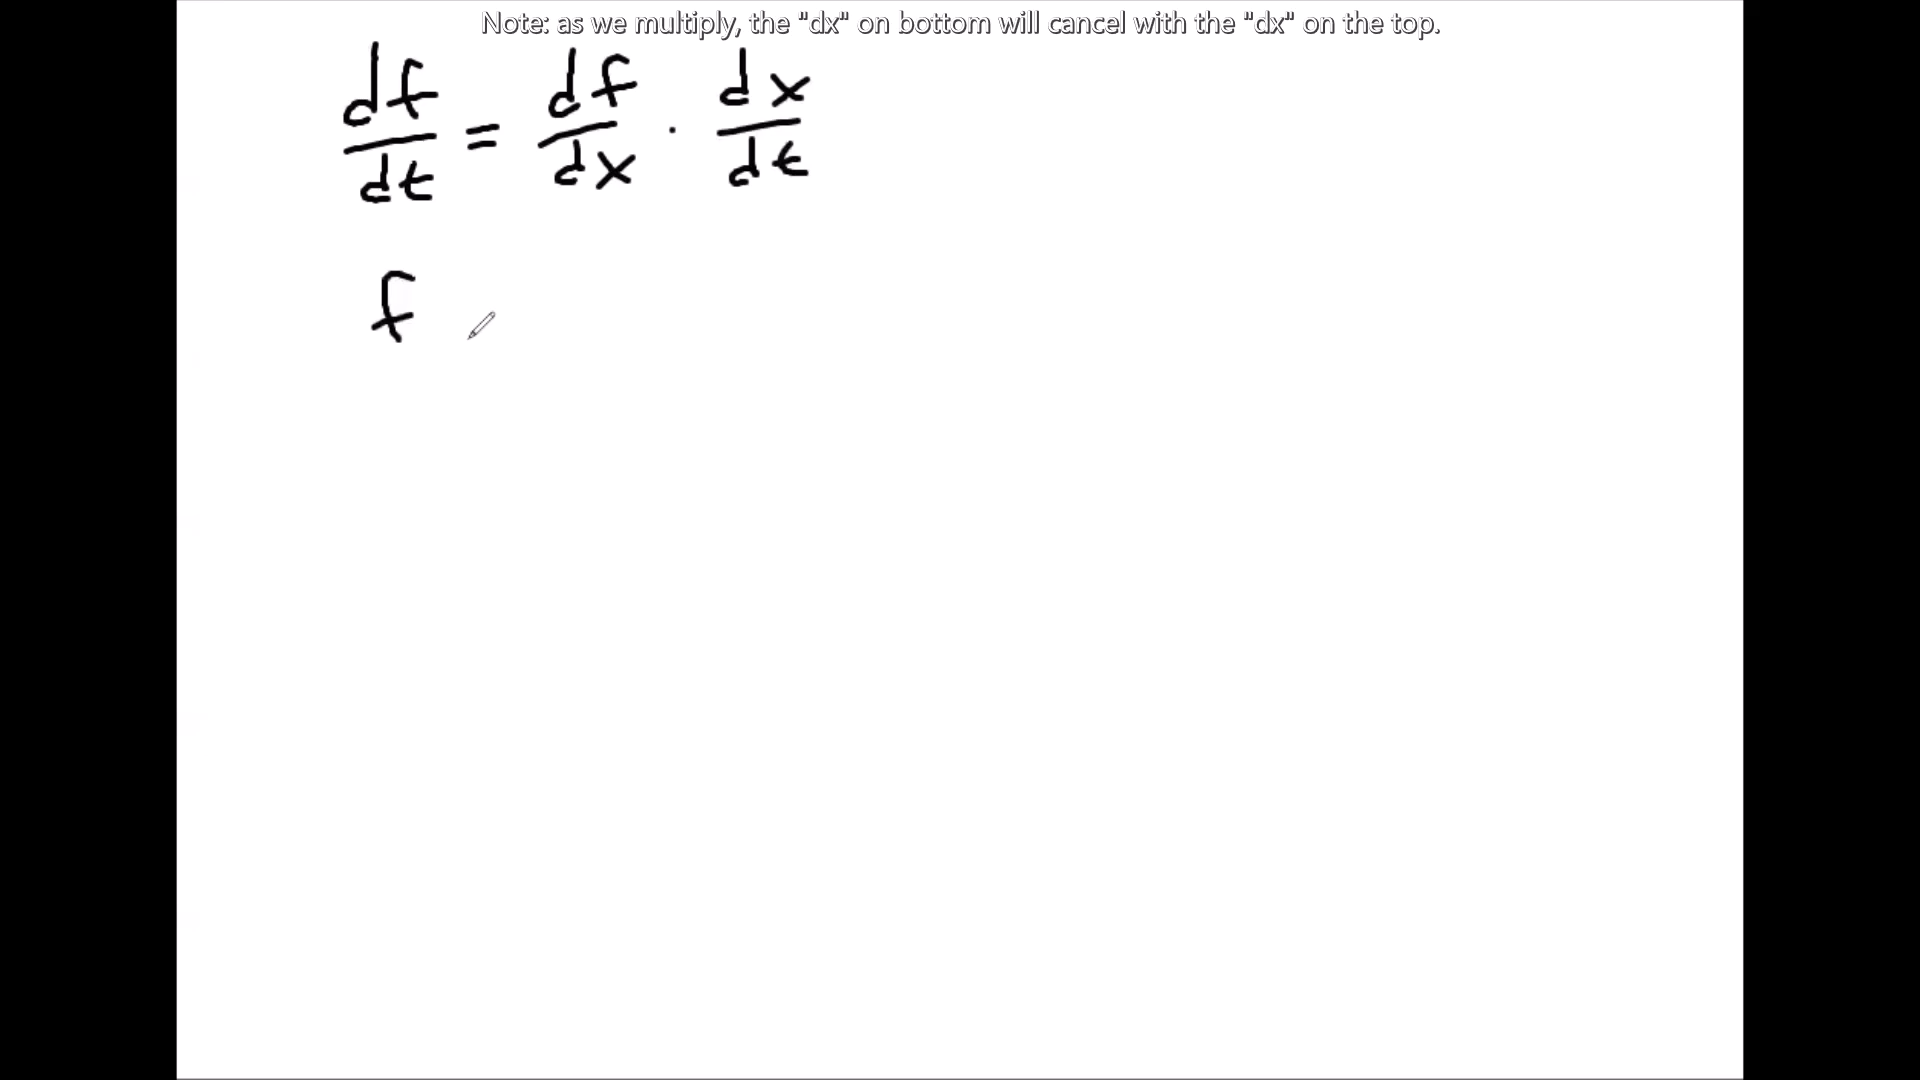 Note: as we multiply, the "dx" on bottom will cancel with the "dx" on the top.
df/dt = df/dx · dx/dt
f